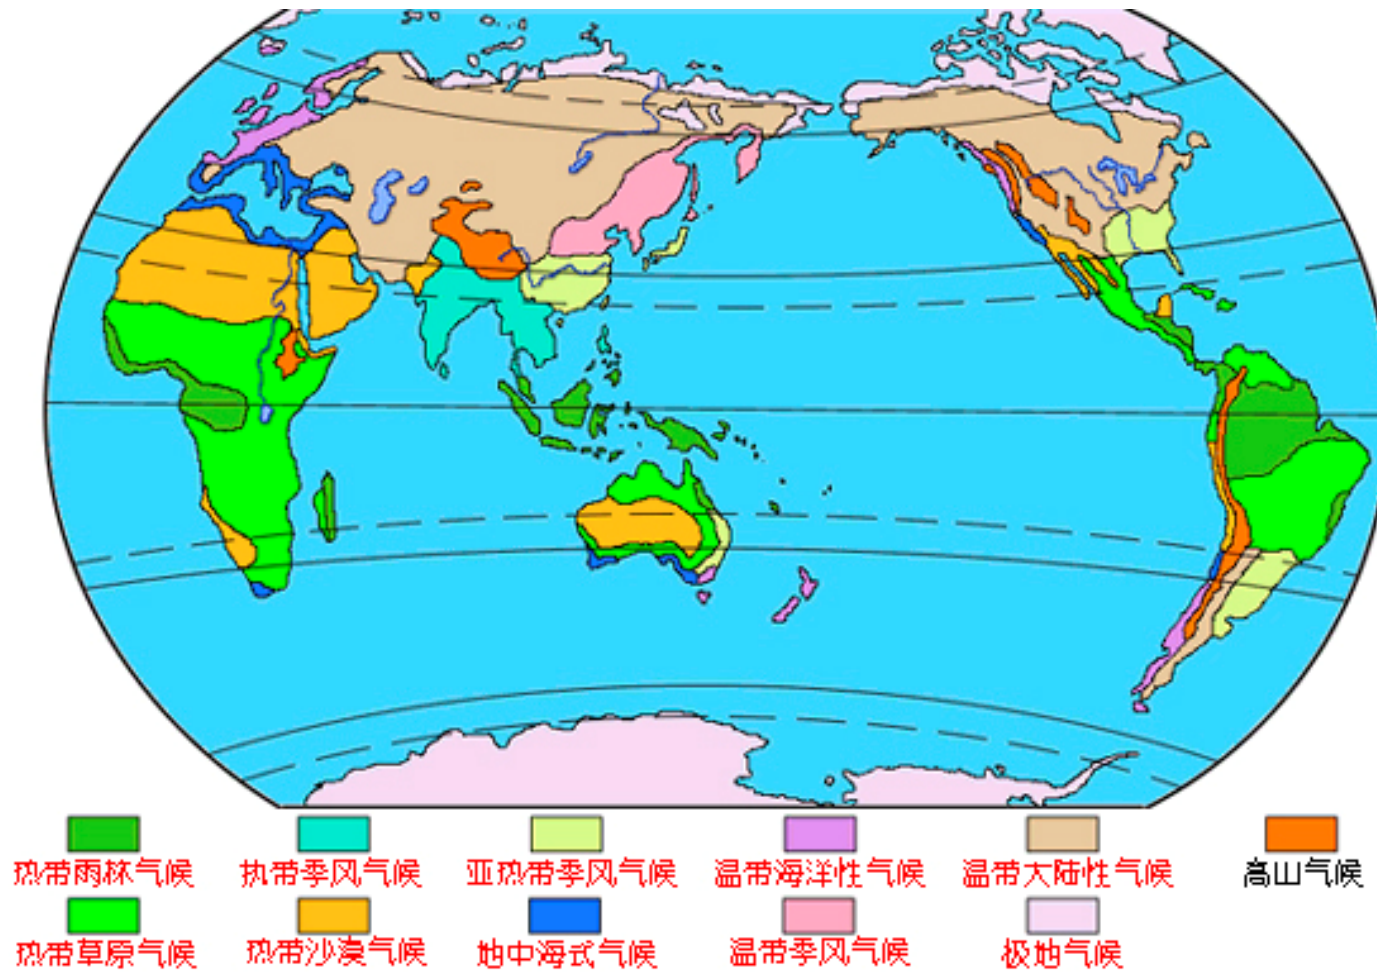 热带雨林气候 执带季风气候 亚热带季风气候 温带海洋性气候 温带大陆性气候 高山气候
热带草原气候 热带沙漠气候 地中海式气候 温带季风气候 极地气候